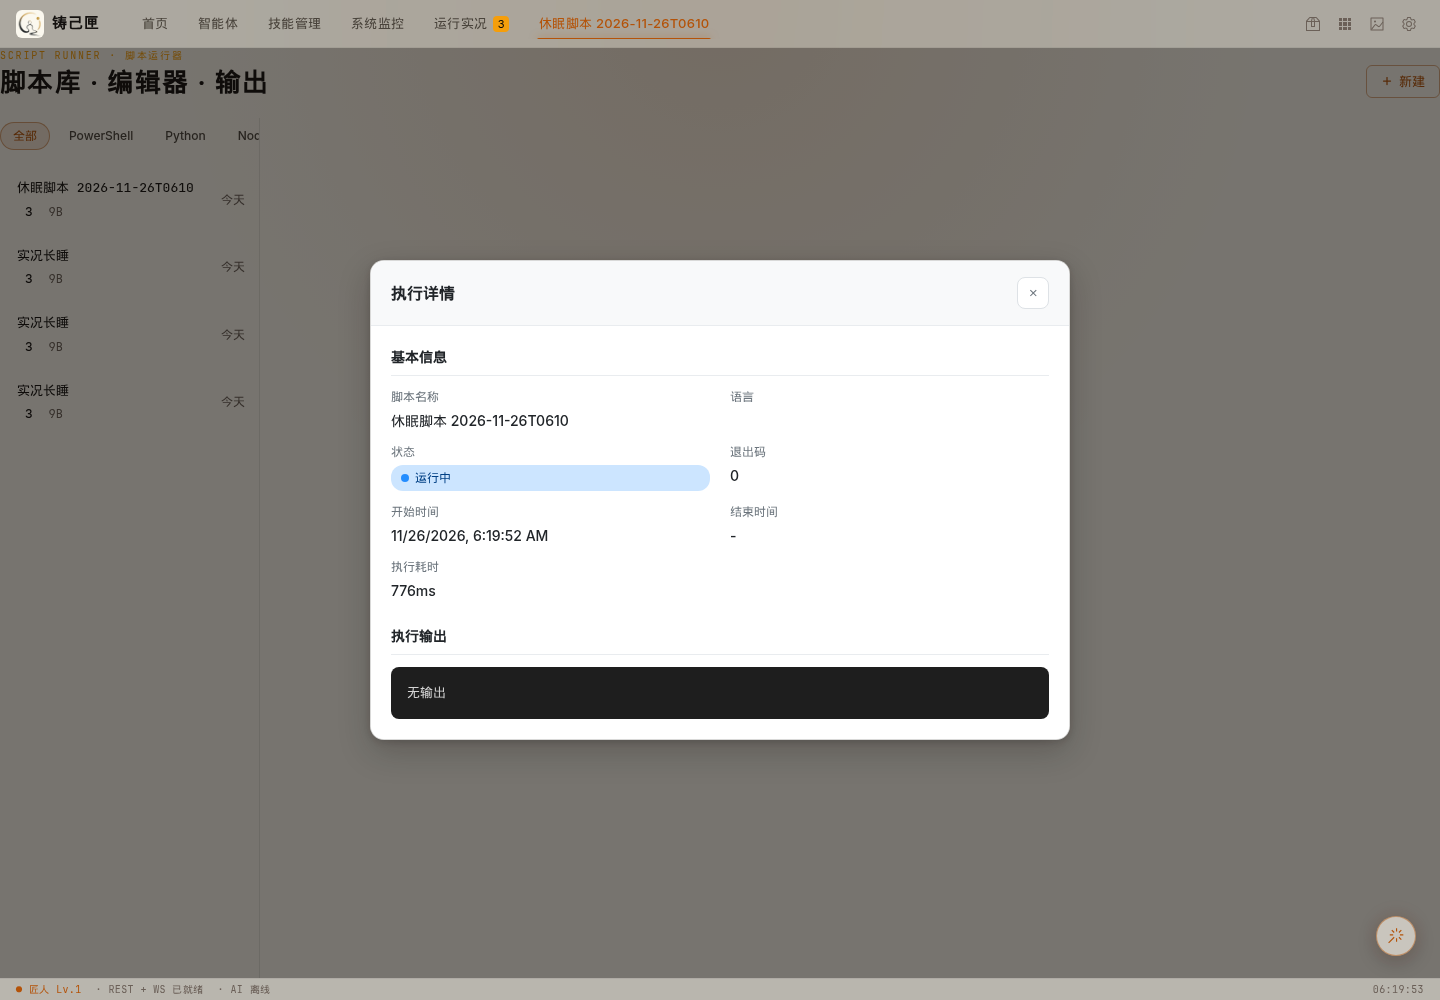 铸己匣
首页
智能体
技能管理
系统监控
运行实况 3
休眠脚本 2026-11-26T0610
SCRIPT RUNNER · 脚本运行器
脚本库 · 编辑器 · 输出
+ 新建
全部
PowerShell
Python
休眠脚本 2026-11-26T0610
3 9B
今天
实况长睡
3 9B
今天
实况长睡
3 9B
今天
实况长睡
3 9B
今天
执行详情
×
基本信息
脚本名称
休眠脚本 2026-11-26T0610
语言
状态
运行中
退出码
0
开始时间
11/26/2026, 6:19:52 AM
结束时间
-
执行耗时
776ms
执行输出
无输出
匠人 Lv.1 · REST + WS 已就绪 · AI 离线
06:19:53